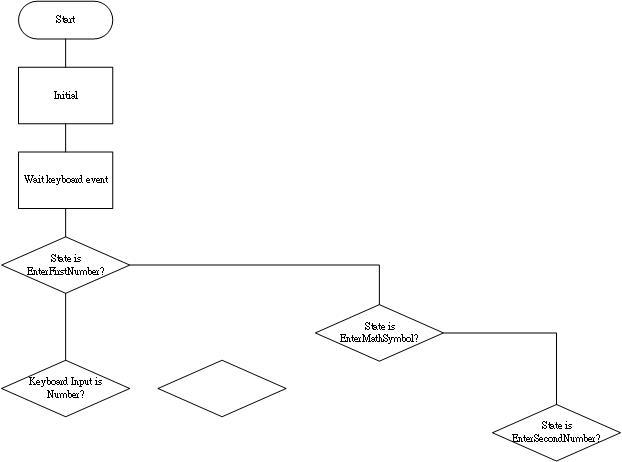 Start
Initial
Wait keyboard event
State is
EnterFirstNumber?
State is
EnterMathSymbol?
Keyboard Input is
Number?
State is
EnterSecondNumber?